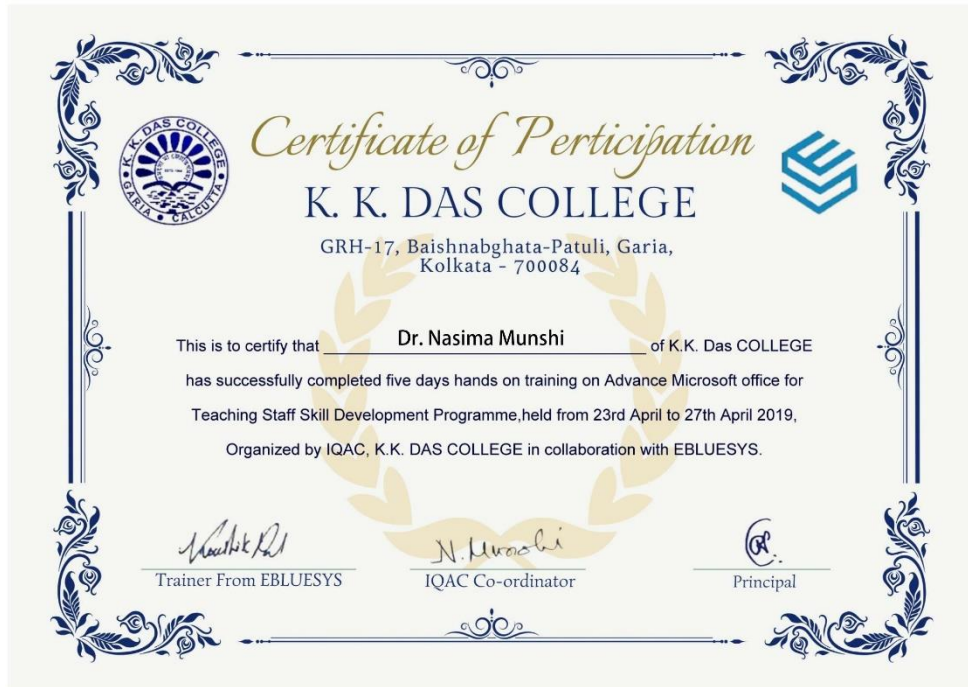 Certificate of Perticipation
K. K. DAS COLLEGE
GARIA CALCUTTA
K. K. DAS COLLEGE
GRH-17, Baishnabghata-Patuli, Garia,
Kolkata - 700084
This is to certify that Dr. Nasima Munshi of K.K. Das COLLEGE
has successfully completed five days hands on training on Advance Microsoft office for
Teaching Staff Skill Development Programme,held from 23rd April to 27th April 2019,
Organized by IQAC, K.K. DAS COLLEGE in collaboration with EBLUESYS.
N. Munshi
Trainer From EBLUESYS
IQAC Co-ordinator
Principal